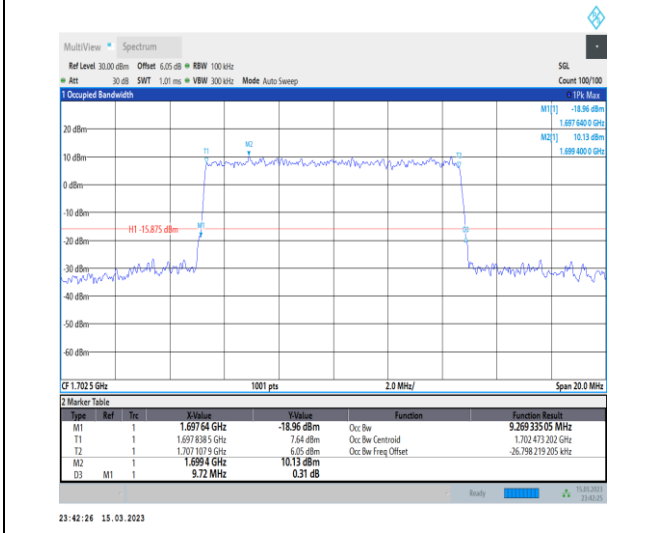 MultiView Spectrum
Ref Level 30.00 dBm Offset 6.05 dB RBW 100 kHz SGL
Att 30 dB SWT 1.01 ms VBW 300 kHz Mode Auto Sweep Count 100/100
1 Occupied Bandwidth 1Pk Max
M1[1] -18.96 dBm
1.697 640 0 GHz
M2[1] 10.13 dBm
1.699 400 0 GHz
20 dBm
M2
T1
10 dBm
0 dBm
-10 dBm
M1
H1 -15.875 dBm
-20 dBm
-30 dBm
-40 dBm
-50 dBm
-60 dBm
CF 1.702 5 GHz 1001 pts 2.0 MHz/ Span 20.0 MHz
2 Marker Table
Type Ref Trc X-Value Y-Value Function Function Result
M1 1 1.697 64 GHz -18.96 dBm Occ Bw 9.269 335 05 MHz
T1 1 1.697 838 5 GHz 7.64 dBm Occ Bw Centroid 1.702 473 202 GHz
T2 1 1.707 107 9 GHz 6.05 dBm Occ Bw Freq Offset -26.798 219 205 kHz
M2 1 1.699 4 GHz 10.13 dBm
D3 M1 1 9.72 MHz 0.31 dB
Ready 15.03.2023
23:42:25
23:42:26 15.03.2023